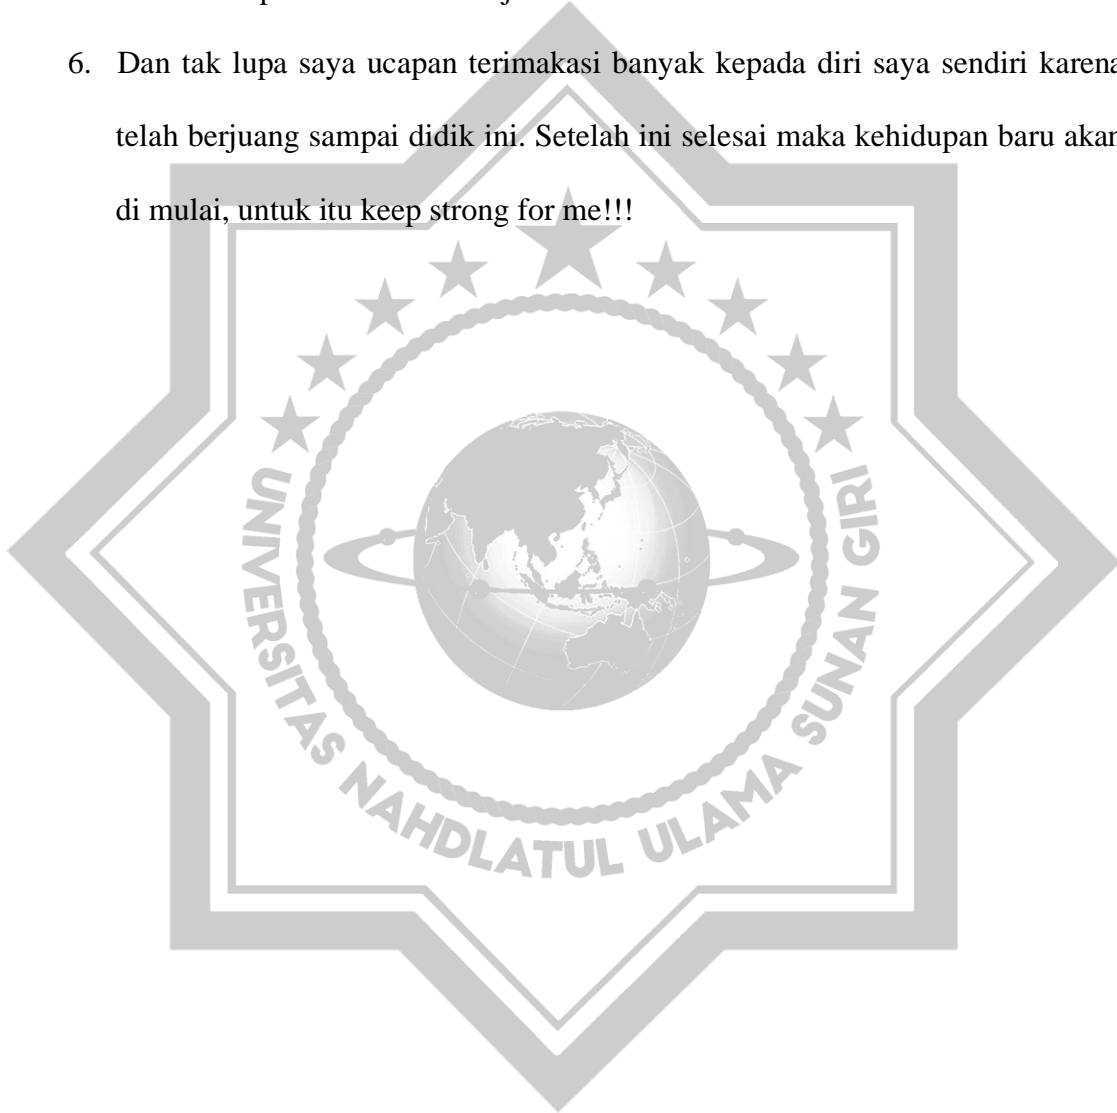 6. Dan tak lupa saya ucapan terimakasi banyak kepada diri saya sendiri karena
telah berjuang sampai didik ini. Setelah ini selesai maka kehidupan baru akan
di mulai, untuk itu keep strong for me!!!
UNIVERSITAS NAHDLATUL ULAMA SUNAN GIRI